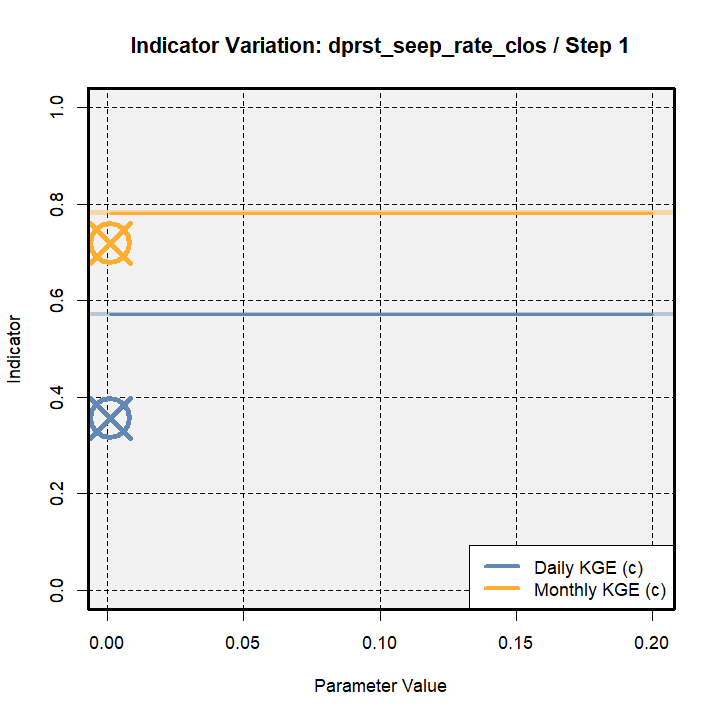 Indicator Variation: dprst_seep_rate_clos / Step 1
1.0
0.8
0.6
0.4
0.2
0.0
Indicator
0.00 0.05 0.10 0.15 0.20
Parameter Value
Daily KGE (c)
Monthly KGE (c)